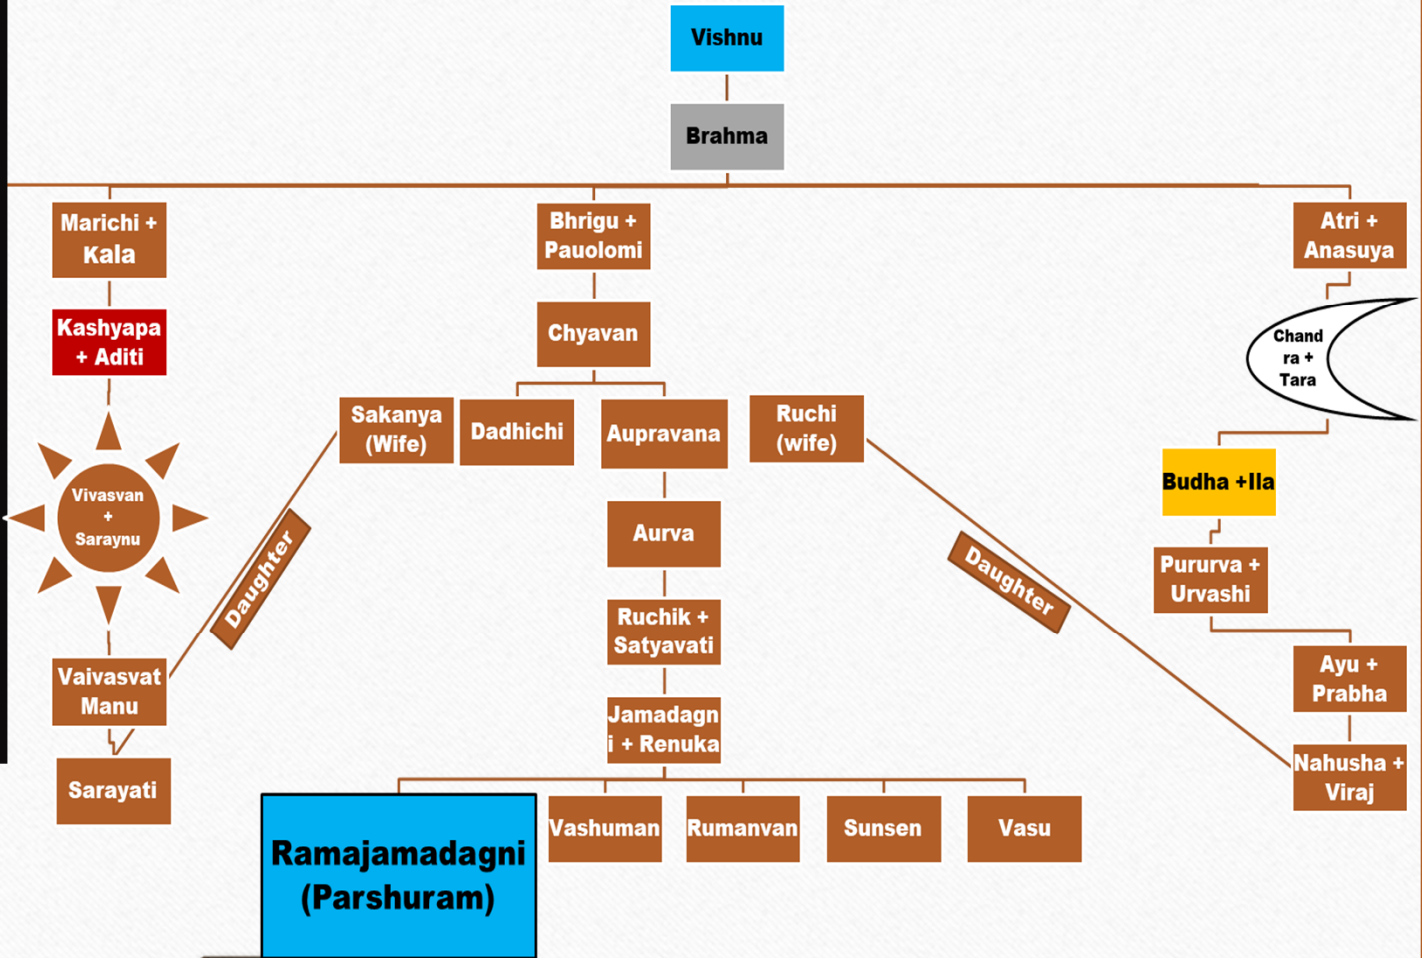 Vishnu
Brahma
Marichi +
Kala
Bhrigu +
Pauolomi
Atri +
Anasuya
Kashyapa
+ Aditi
Chyavan
Chand
ra +
Tara
Sakanya
(Wife)
Dadhichi
Aupravana
Ruchi
(wife)
Vivasvan
+
Saraynu
Budha +Ila
Aurva
Daughter
Daughter
Pururva +
Urvashi
Ruchik +
Satyavati
Vaivasvat
Manu
Ayu +
Prabha
Jamadagn
i + Renuka
Sarayati
Nahusha +
Viraj
Ramajamadagni
(Parshuram)
Vashuman
Rumanvan
Sunsen
Vasu